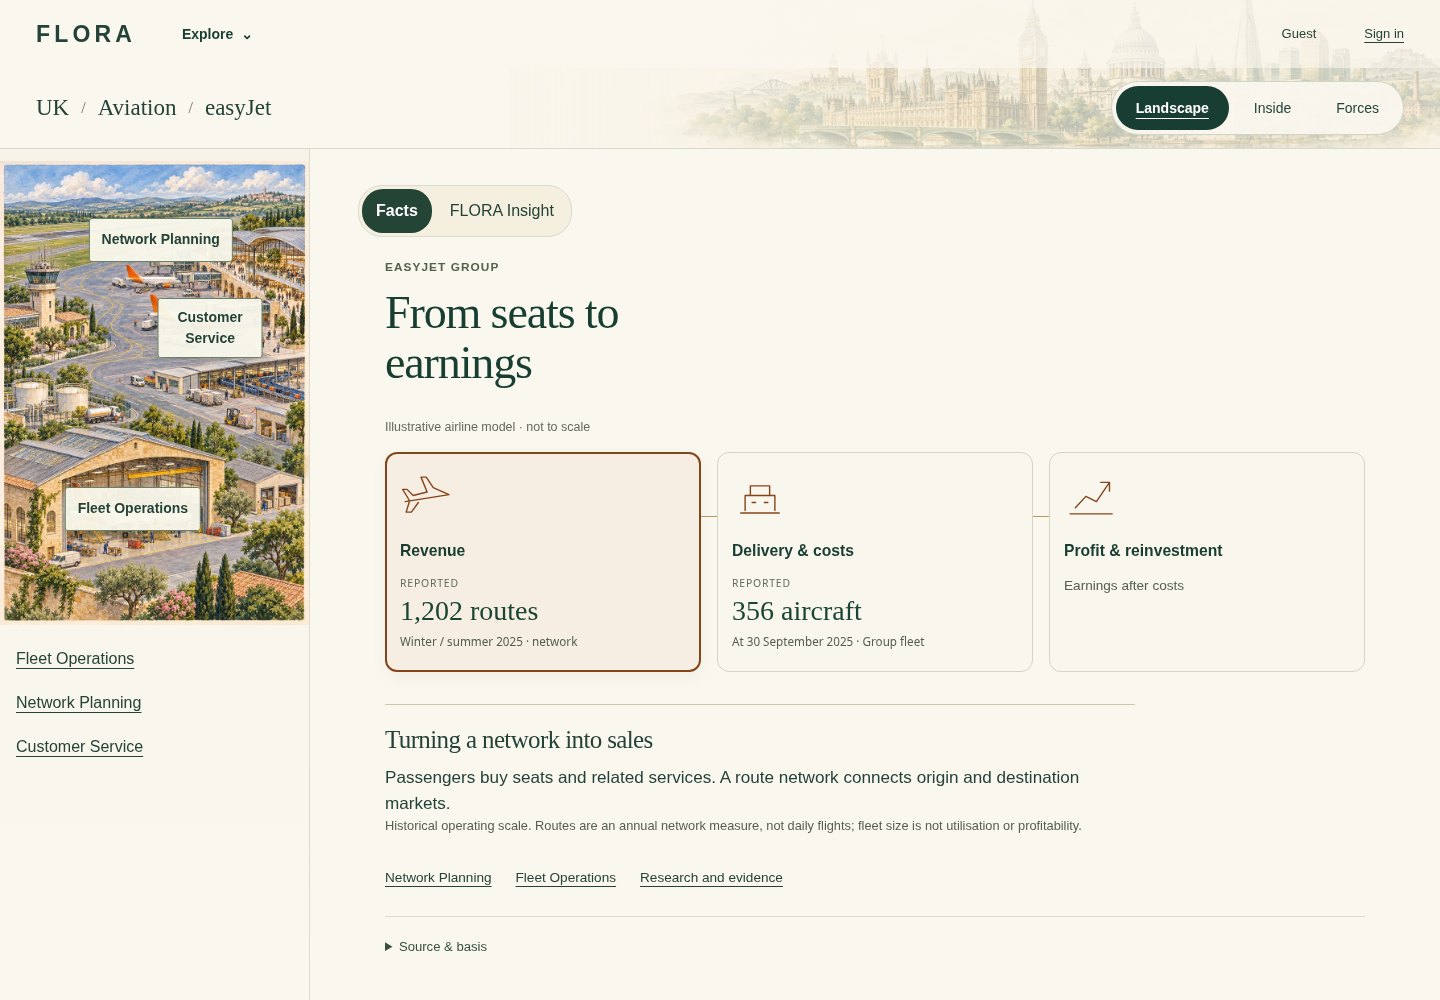 FLORA
Explore
Guest
Sign in
UK / Aviation / easyJet
Landscape
Inside
Forces
Network Planning
Customer
Service
Fleet Operations
Fleet Operations
Network Planning
Customer Service
Facts
FLORA Insight
EASYJET GROUP
From seats to
earnings
Illustrative airline model · not to scale
Revenue
REPORTED
1,202 routes
Winter / summer 2025 · network
Delivery & costs
REPORTED
356 aircraft
At 30 September 2025 · Group fleet
Profit & reinvestment
Earnings after costs
Turning a network into sales
Passengers buy seats and related services. A route network connects origin and destination
markets.
Historical operating scale. Routes are an annual network measure, not daily flights; fleet size is not utilisation or profitability.
Network Planning
Fleet Operations
Research and evidence
Source & basis